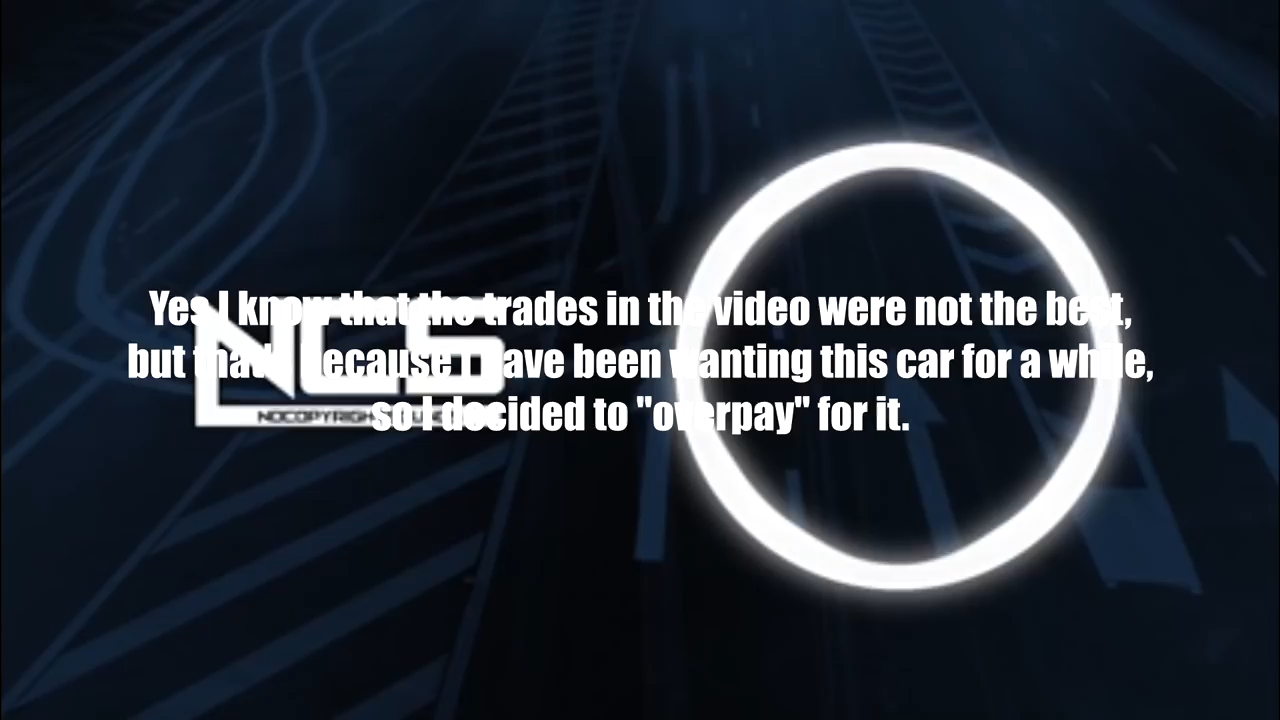 Yes I know that the trades in the video were not the best,
but that's because I have been wanting this car for a while,
so I decided to "overpay" for it.
NCS